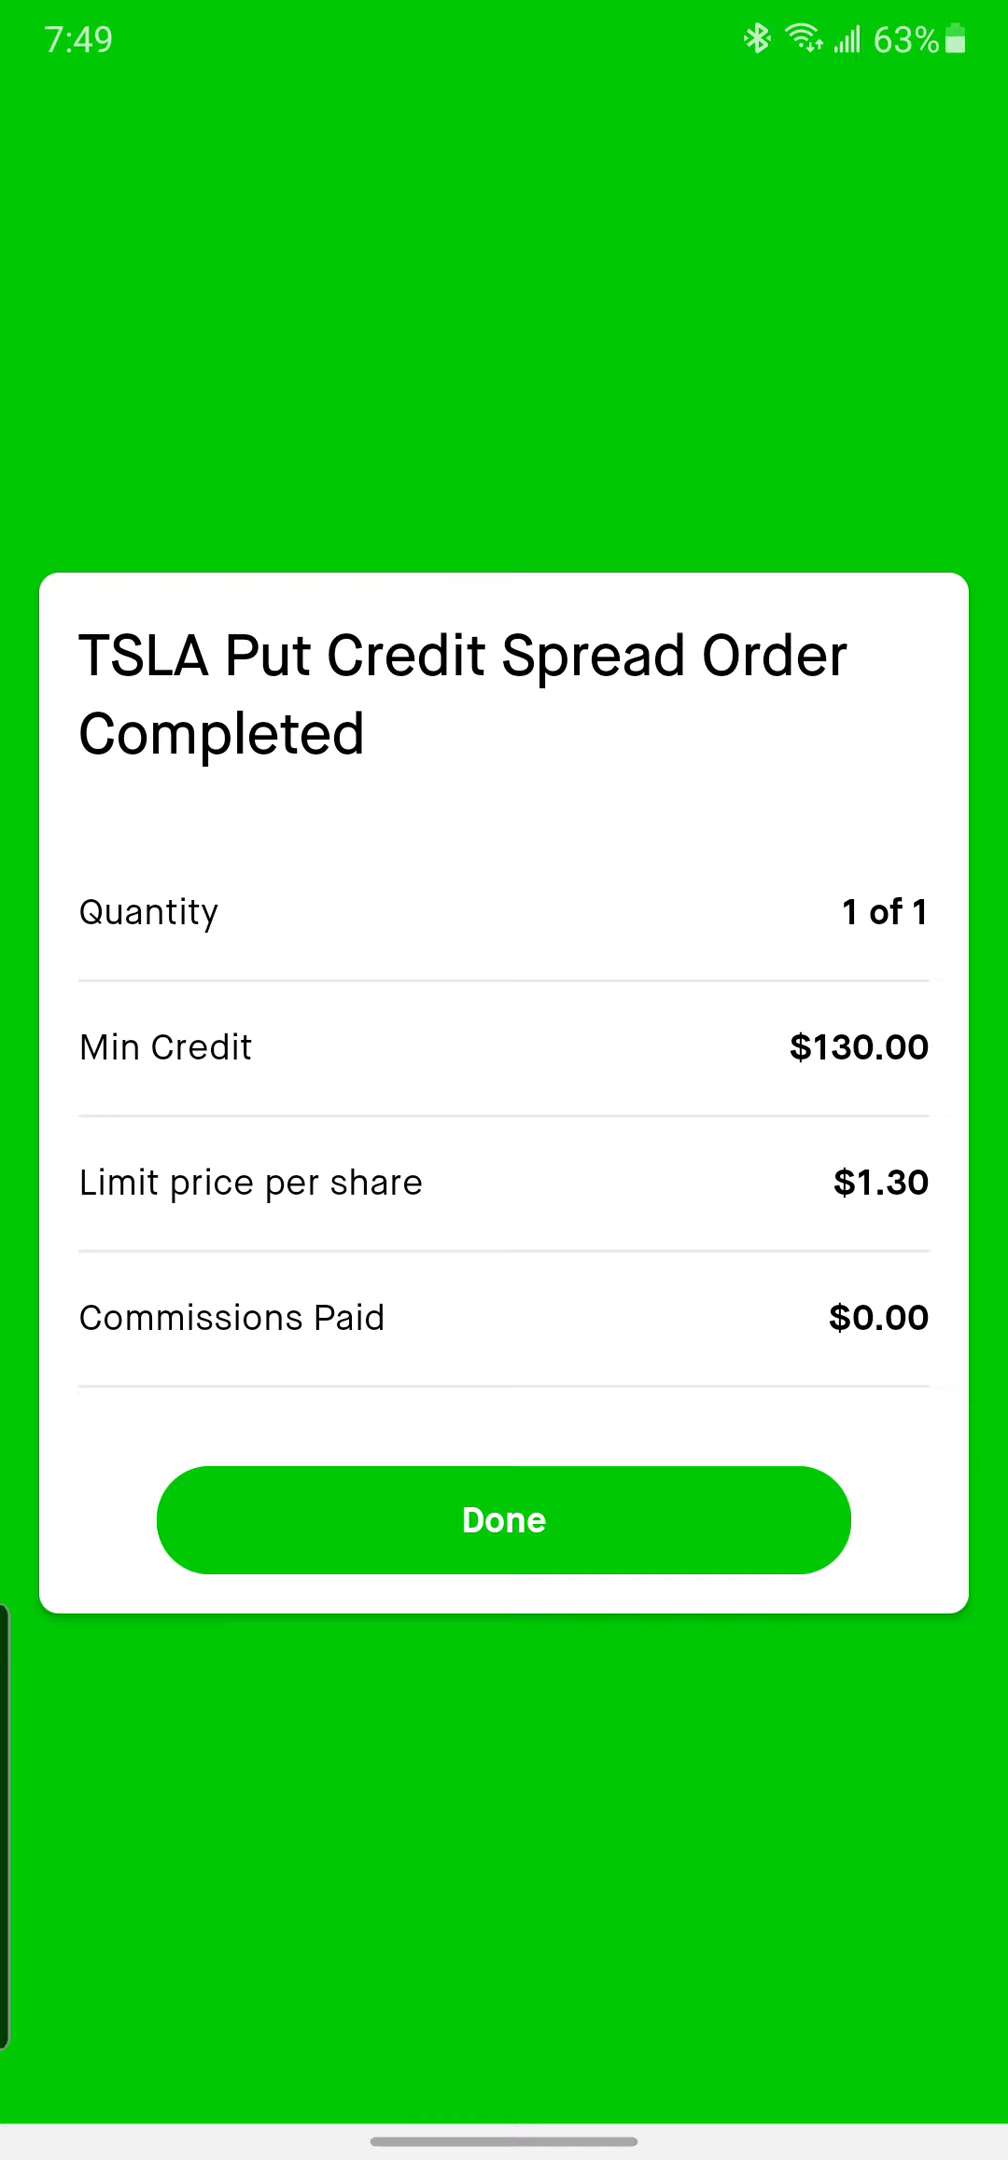 7:49
63%
TSLA Put Credit Spread Order
Completed
Quantity
1 of 1
Min Credit
$130.00
Limit price per share
$1.30
Commissions Paid
$0.00
Done